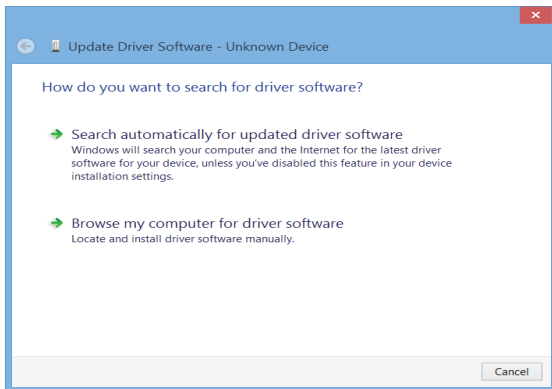 Update Driver Software - Unknown Device
How do you want to search for driver software?
Search automatically for updated driver software
Windows will search your computer and the Internet for the latest driver
software for your device, unless you've disabled this feature in your device
installation settings.
Browse my computer for driver software
Locate and install driver software manually.
Cancel